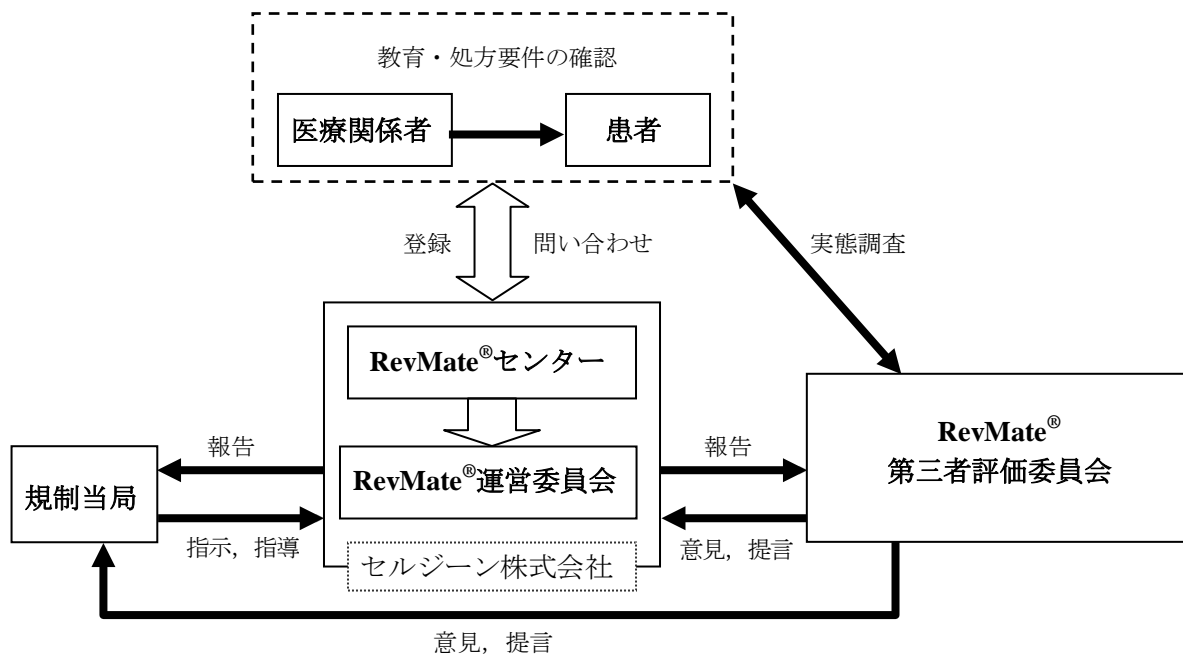 教育・処方要件の確認
医療関係者
患者
登録
問い合わせ
実態調査
RevMate®センター
RevMate®
第三者評価委員会
報告
報告
RevMate®運営委員会
規制当局
指示，指導
意見，提言
セルジーン株式会社
意見，提言